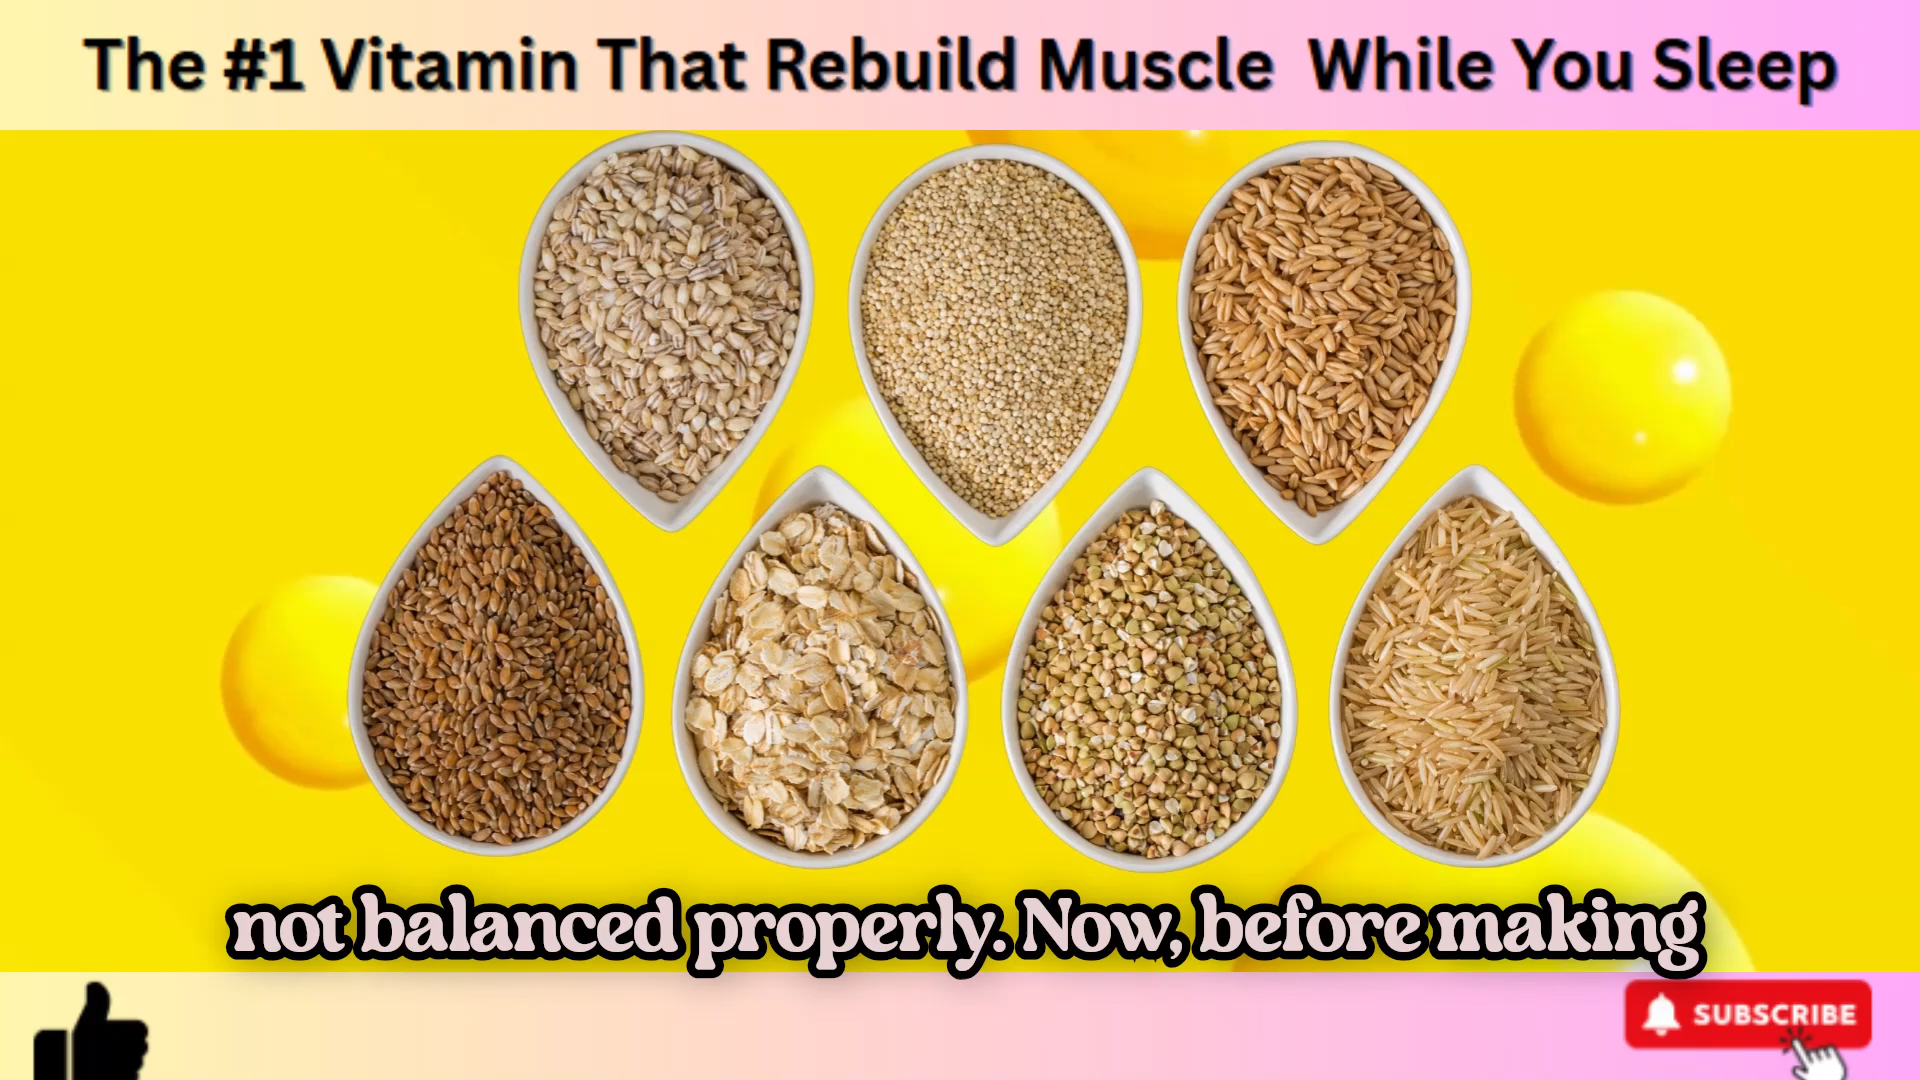 The #1 Vitamin That Rebuild Muscle While You Sleep
not balanced properly. Now, before making
SUBSCRIBE